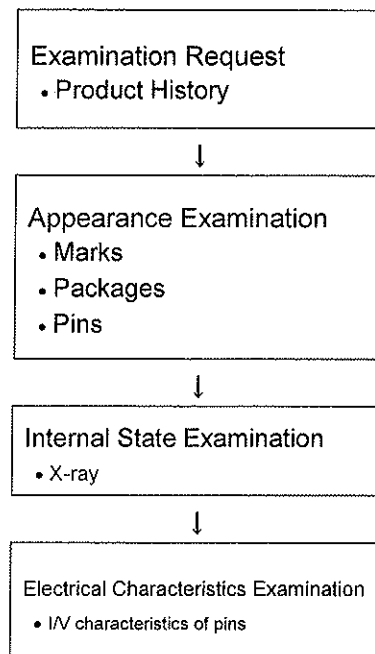 Examination Request
• Product History
↓
Appearance Examination
• Marks
• Packages
• Pins
↓
Internal State Examination
• X-ray
↓
Electrical Characteristics Examination
• I/V characteristics of pins